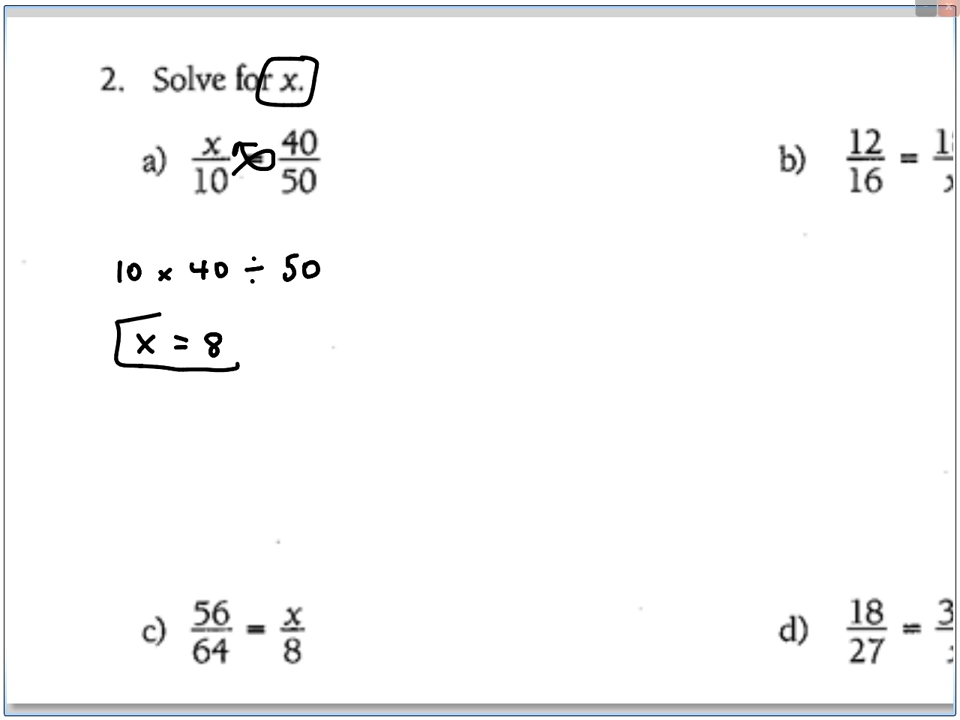 2. Solve for x.
a) x/10 = 40/50
b) 12/16 =
10 × 40 ÷ 50
x = 8
c) 56/64 = x/8
d) 18/27 =